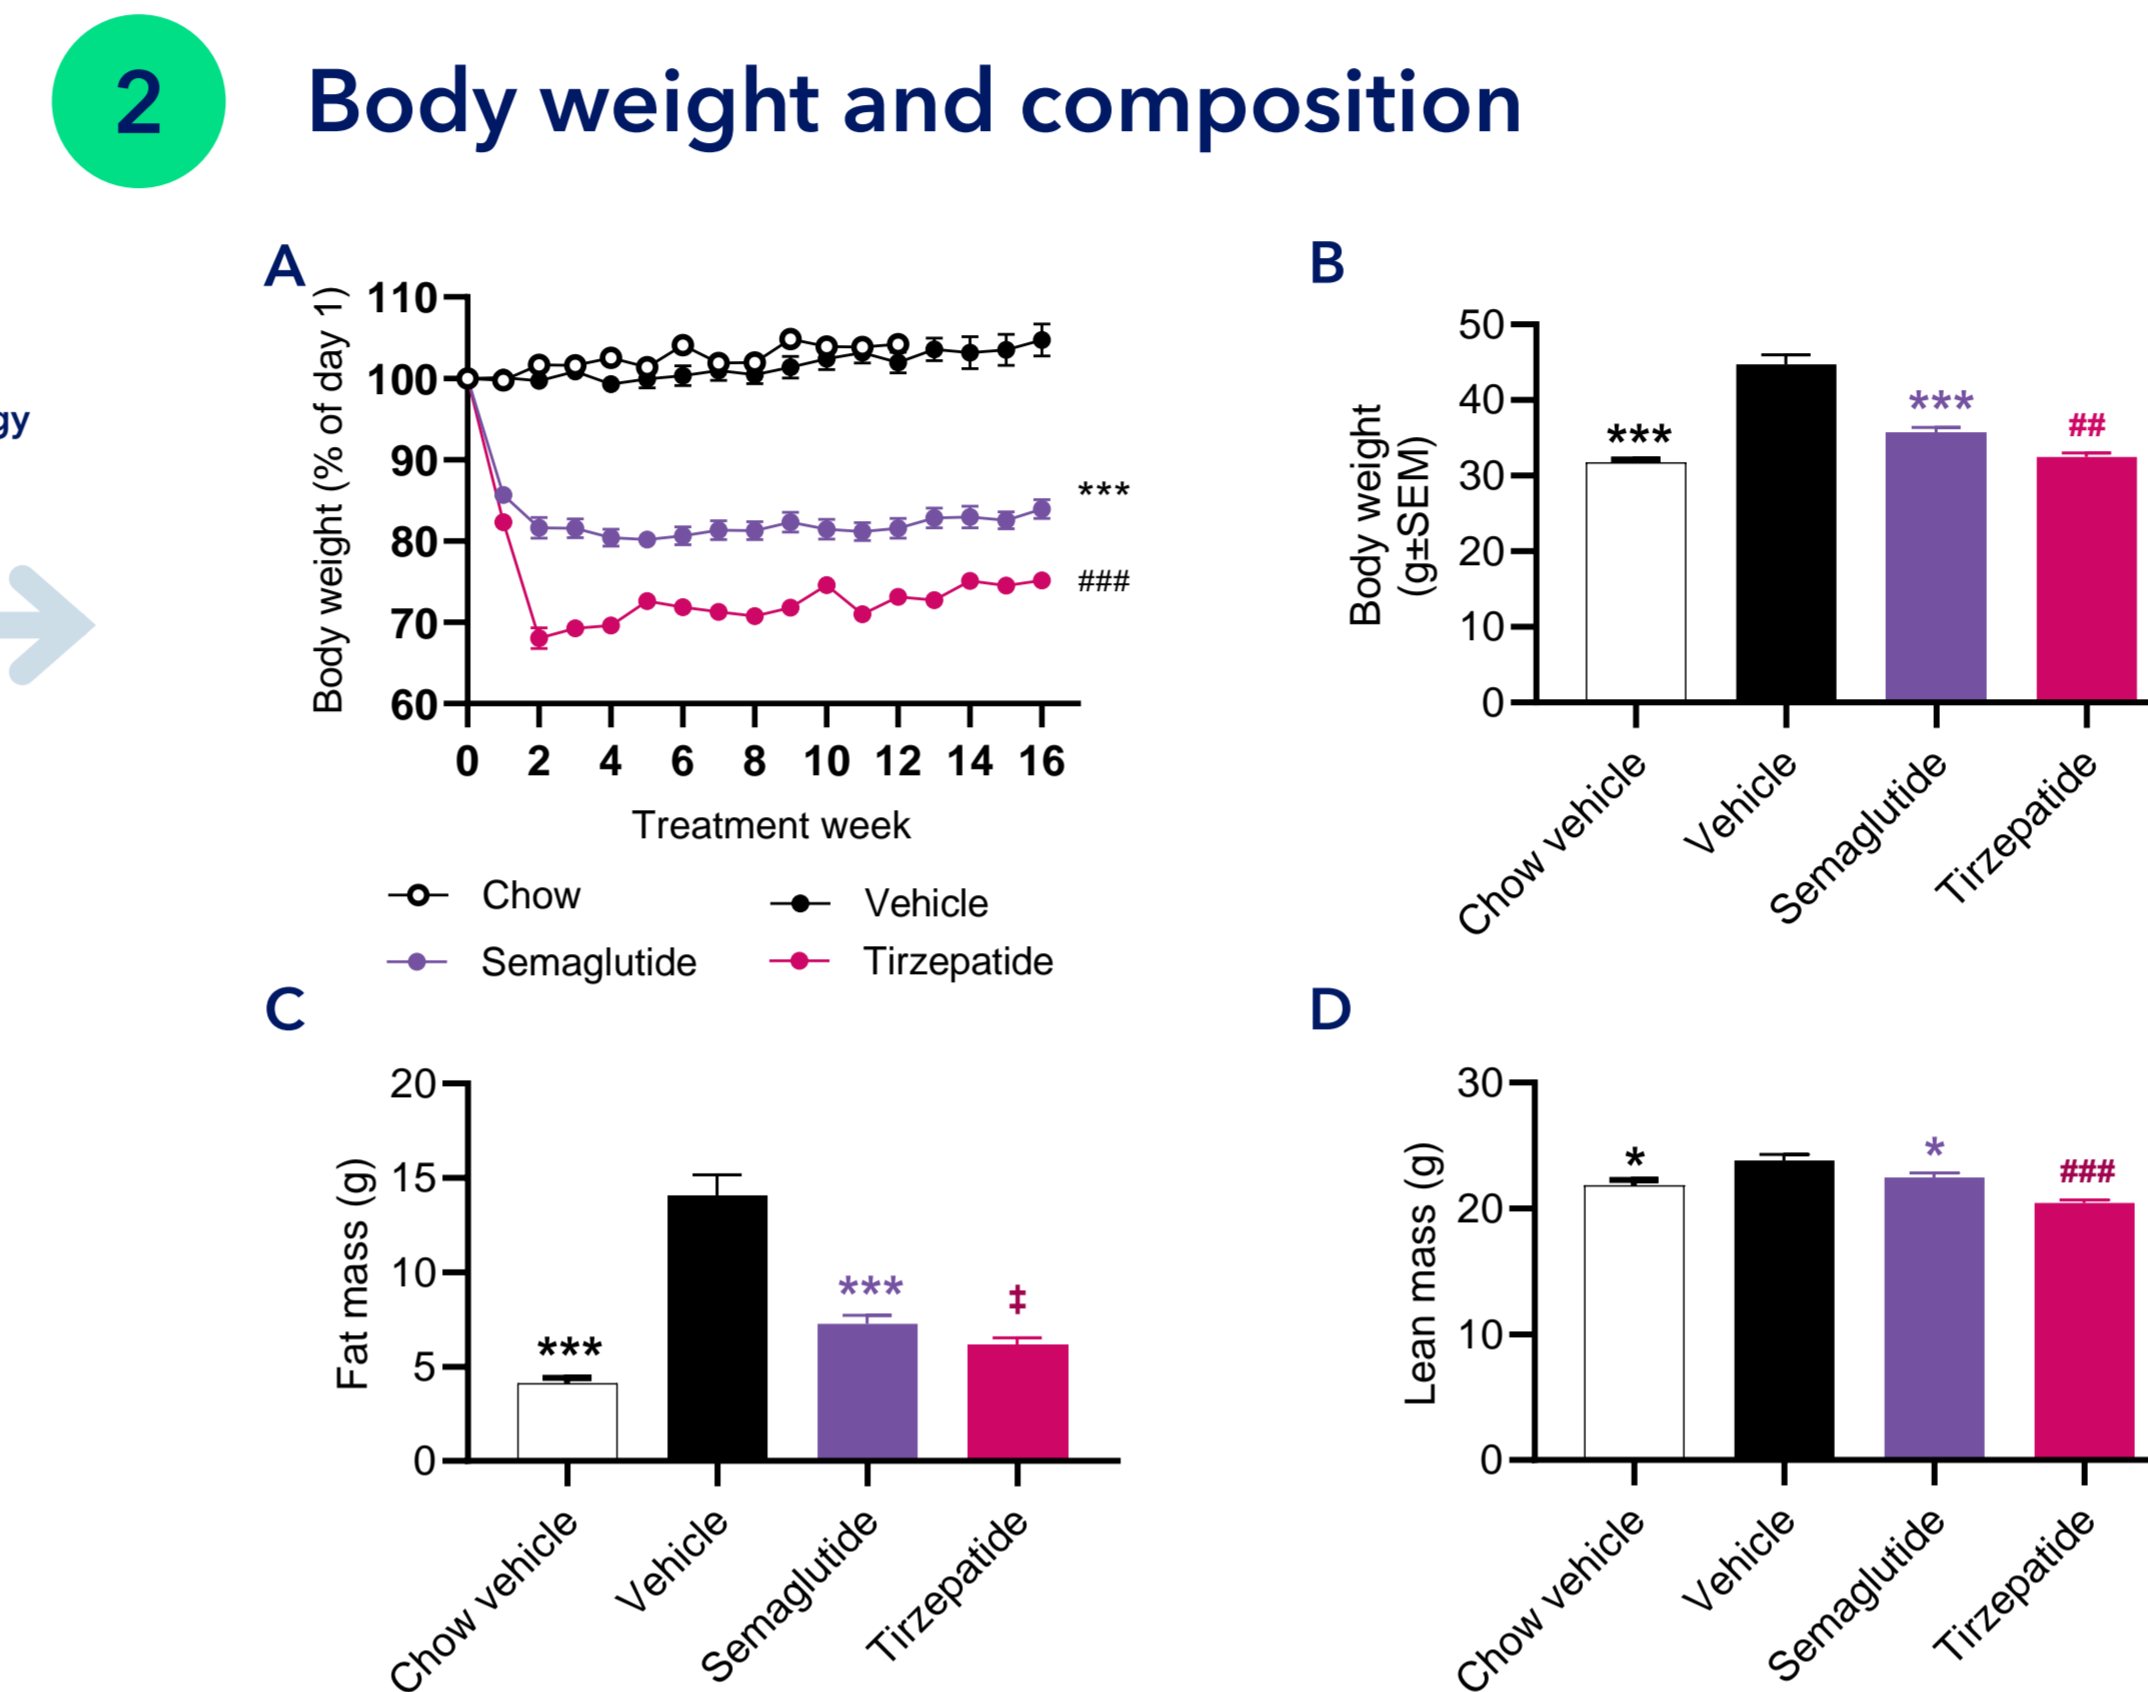 2
Body weight and composition
gy
A
Body weight (% of day 1)
110
100
90
80
70
60
***
###
0 2 4 6 8 10 12 14 16
Treatment week
Chow
Vehicle
Semaglutide
Tirzepatide
B
Body weight
(g±SEM)
50
40
30
20
10
0
***
***
##
Chow vehicle
Vehicle
Semaglutide
Tirzepatide
C
Fat mass (g)
20
15
10
5
0
***
***
‡
Chow vehicle
Vehicle
Semaglutide
Tirzepatide
D
Lean mass (g)
30
20
10
0
*
*
###
Chow vehicle
Vehicle
Semaglutide
Tirzepatide